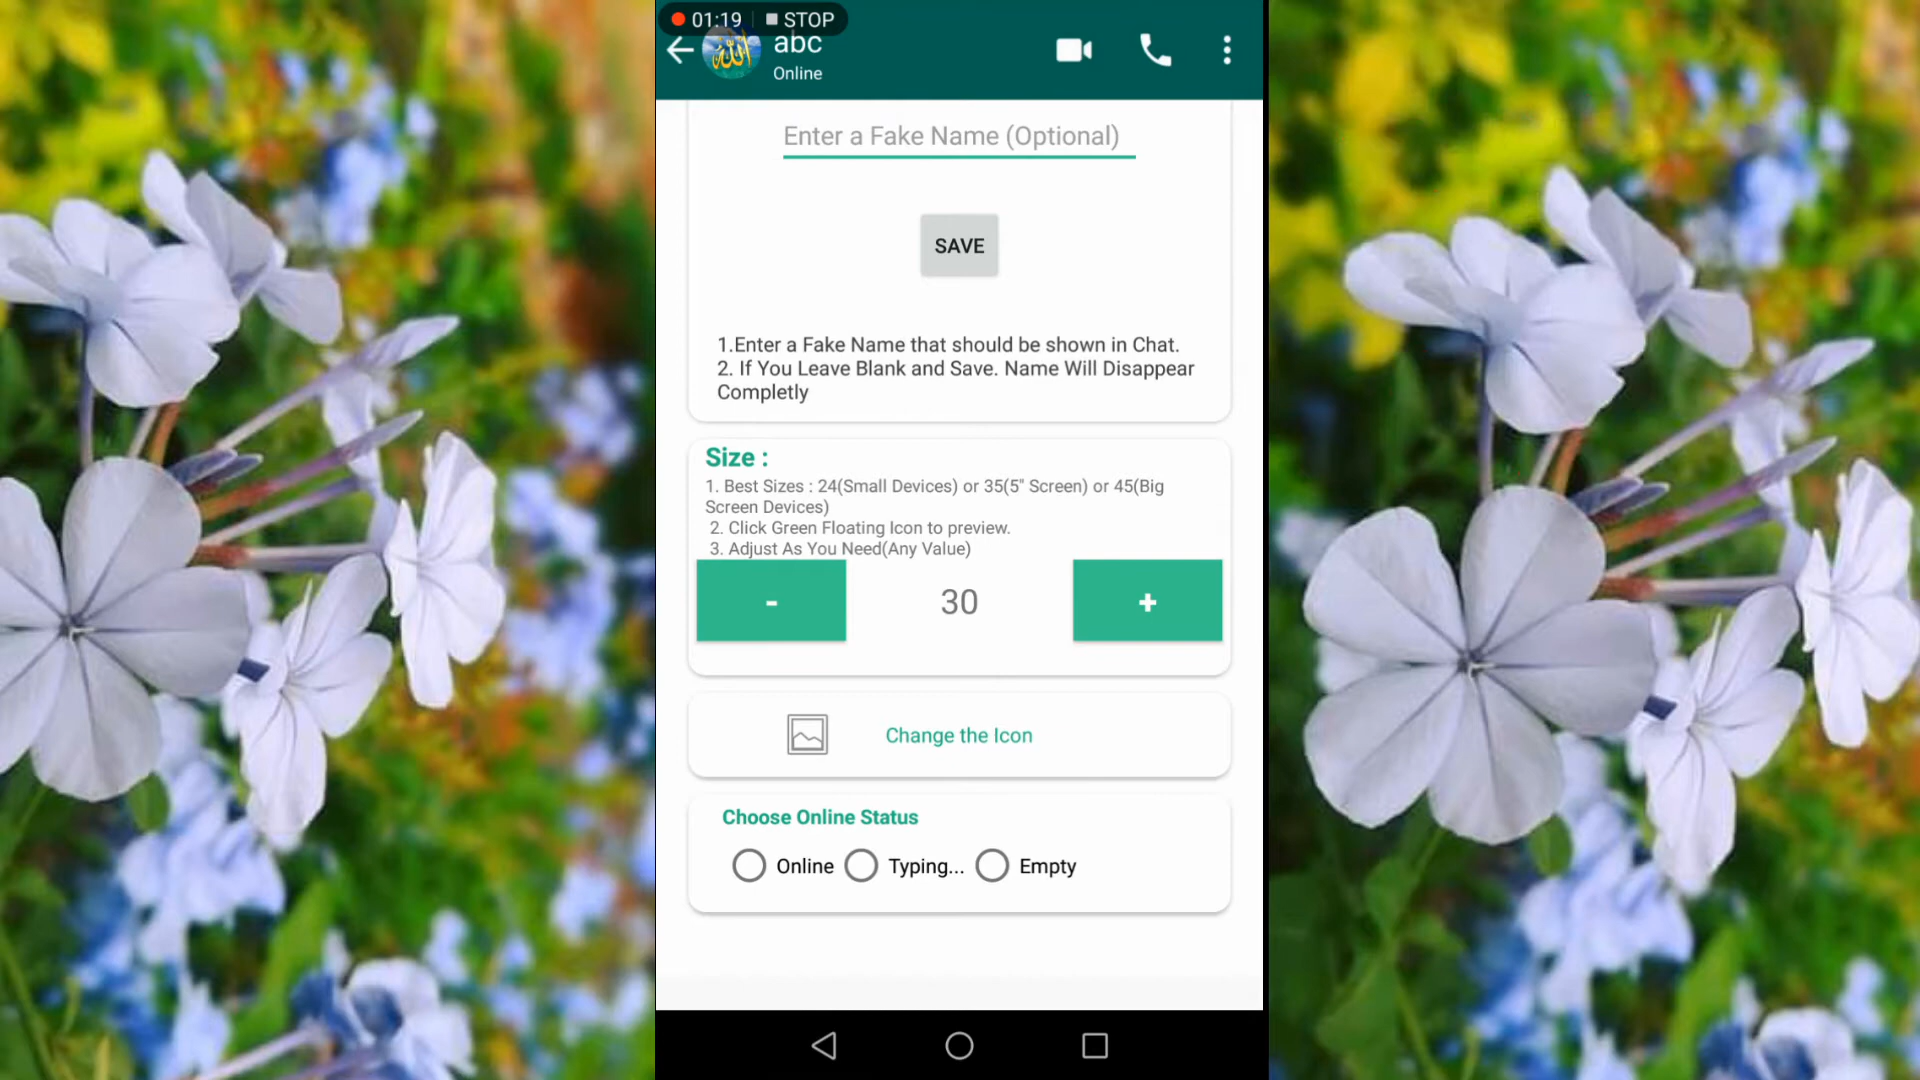 01:19 STOP
الله
abc
Online
Enter a Fake Name (Optional)
SAVE
1.Enter a Fake Name that should be shown in Chat.
2. If You Leave Blank and Save. Name Will Disappear
Completly
Size :
1. Best Sizes : 24(Small Devices) or 35(5" Screen) or 45(Big
Screen Devices)
2. Click Green Floating Icon to preview.
3. Adjust As You Need(Any Value)
- 30 +
Change the Icon
Choose Online Status
Online Typing... Empty